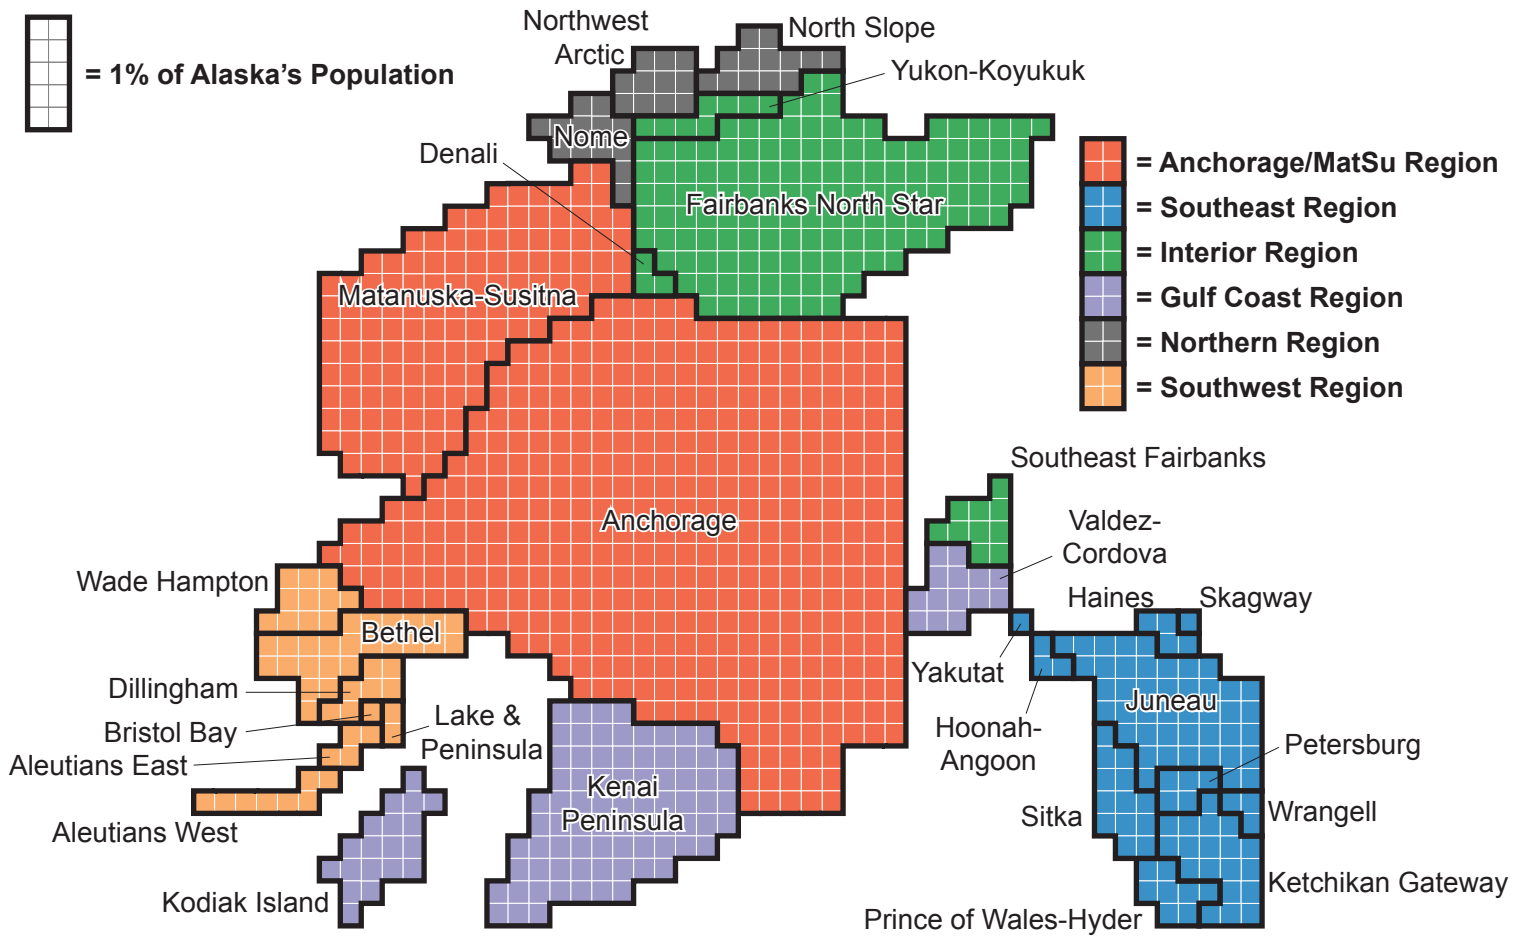 Northwest
Arctic
North Slope
= 1% of Alaska's Population
Yukon-Koyukuk
Nome
Denali
= Anchorage/MatSu Region
Fairbanks North Star
= Southeast Region
= Interior Region
Matanuska-Susitna
= Gulf Coast Region
= Northern Region
= Southwest Region
Southeast Fairbanks
Anchorage
Valdez-
Cordova
Wade Hampton
Haines
Skagway
Bethel
Yakutat
Dillingham
Juneau
Bristol Bay
Lake &
Peninsula
Hoonah-
Angoon
Petersburg
Aleutians East
Kenai
Peninsula
Sitka
Wrangell
Aleutians West
Ketchikan Gateway
Kodiak Island
Prince of Wales-Hyder